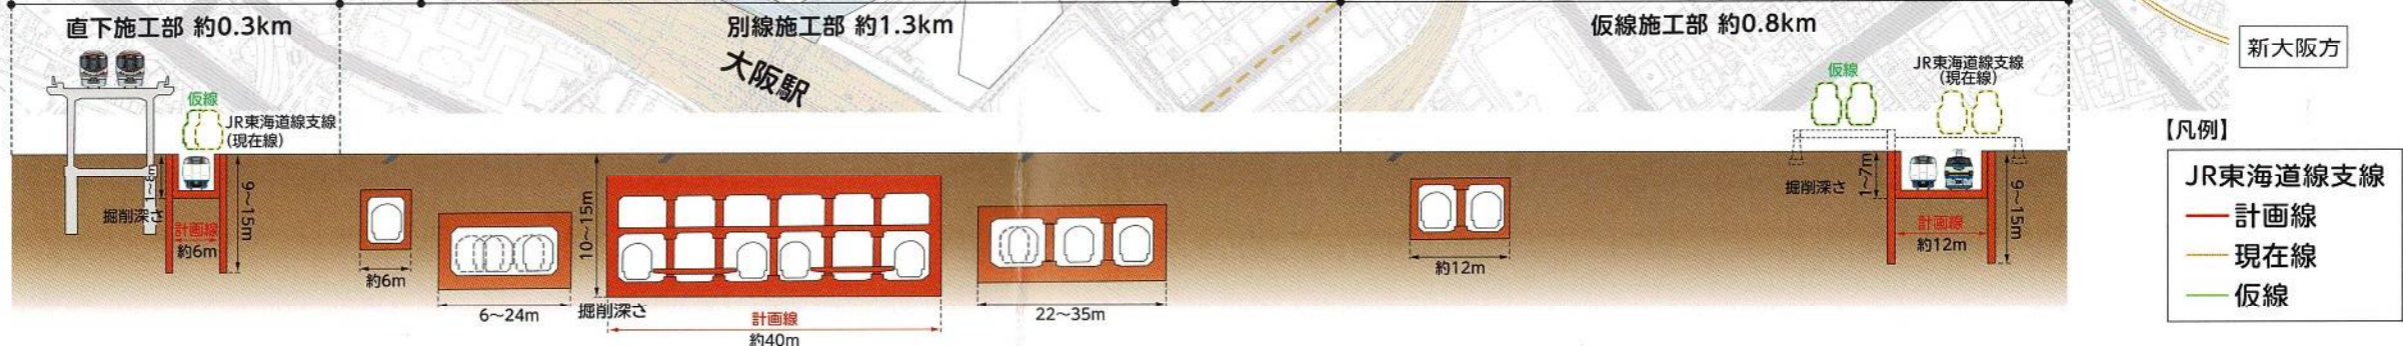 直下施工部 約0.3km
別線施工部 約1.3km
仮線施工部 約0.8km
新大阪方
大阪駅
仮線
JR東海道線支線
（現在線）
1～8m
掘削深さ
9～15m
計画線
約6m
約6m
6～24m
10～15m
掘削深さ
計画線
約40m
22～35m
約12m
仮線
JR東海道線支線
（現在線）
掘削深さ
1～7m
9～15m
計画線
約12m
【凡例】
JR東海道線支線
計画線
現在線
仮線